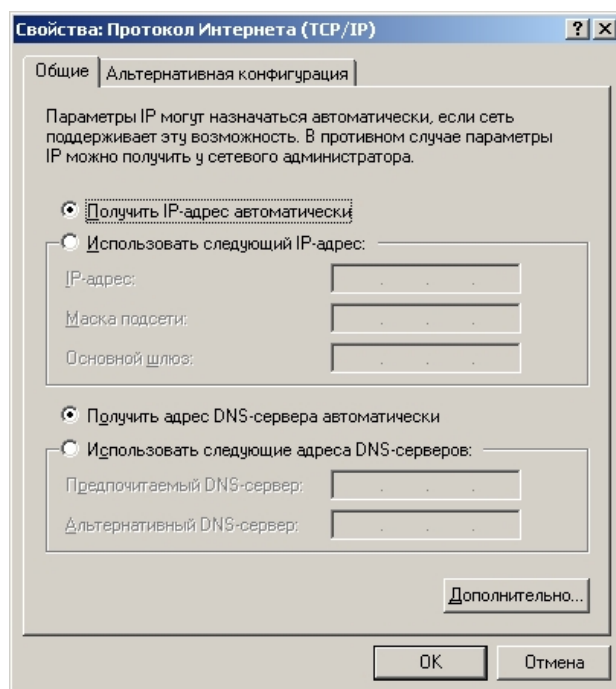 Свойства: Протокол Интернета (TCP/IP)
Общие
Альтернативная конфигурация
Параметры IP могут назначаться автоматически, если сеть
поддерживает эту возможность. В противном случае параметры
IP можно получить у сетевого администратора.
Получить IP-адрес автоматически
Использовать следующий IP-адрес:
IP-адрес:
Маска подсети:
Основной шлюз:
Получить адрес DNS-сервера автоматически
Использовать следующие адреса DNS-серверов:
Предпочитаемый DNS-сервер:
Альтернативный DNS-сервер:
Дополнительно...
OK
Отмена